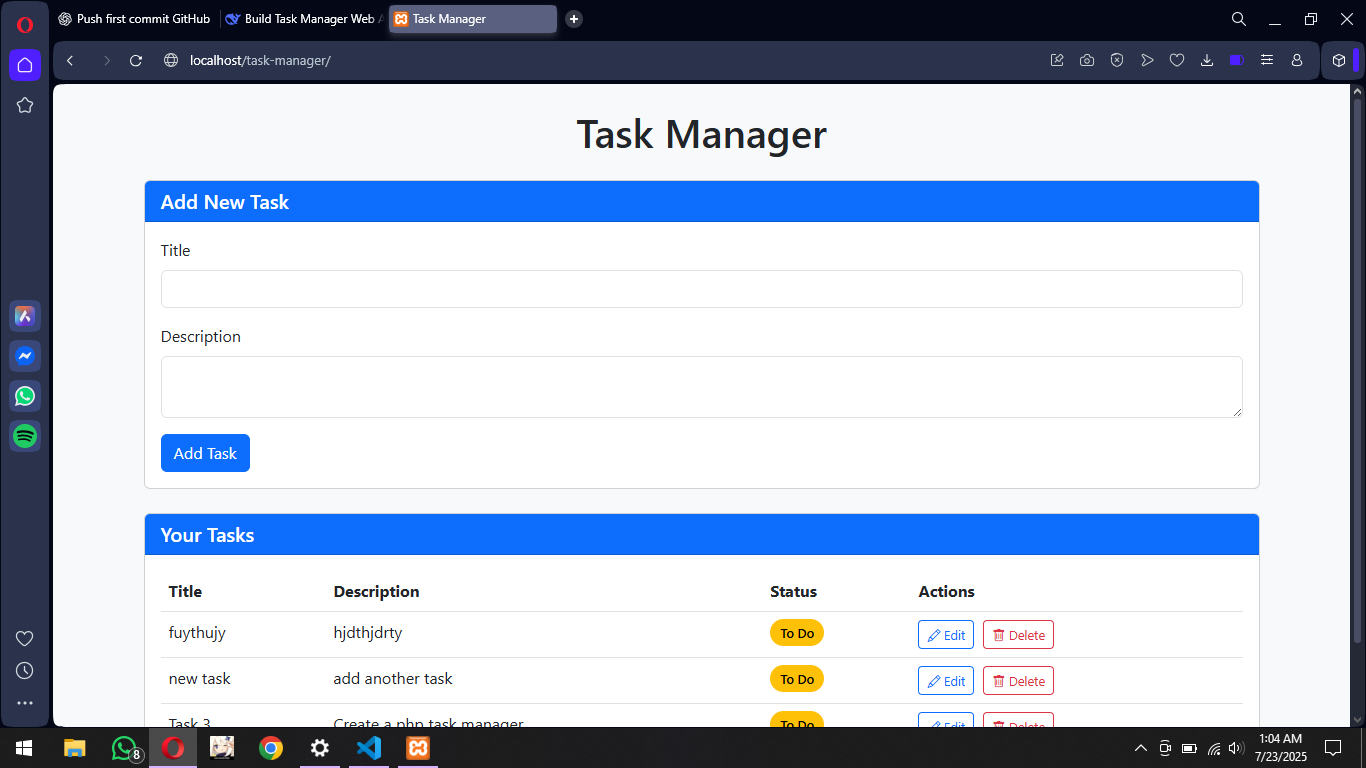 Push first commit GitHub
Build Task Manager Web A
Task Manager
localhost/task-manager/
Task Manager
Add New Task
Title
Description
Add Task
Your Tasks
Title Description Status Actions
fuythujy hjdthjdrty To Do Edit Delete
new task add another task To Do Edit Delete
Task 3 Create a php task manager To Do Edit Delete
8
1:04 AM
7/23/2025